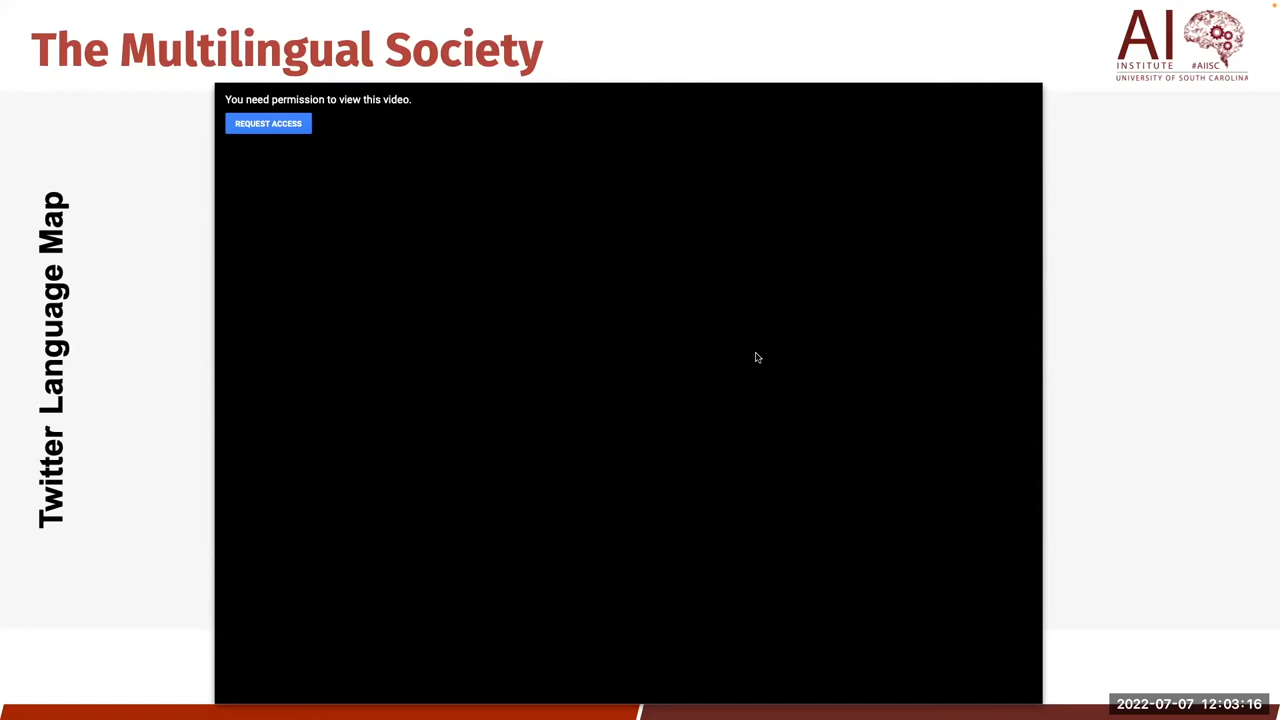 The Multilingual Society
AI
INSTITUTE #AIISC
UNIVERSITY OF SOUTH CAROLINA
You need permission to view this video.
REQUEST ACCESS
Twitter Language Map
2022-07-07 12:03:16